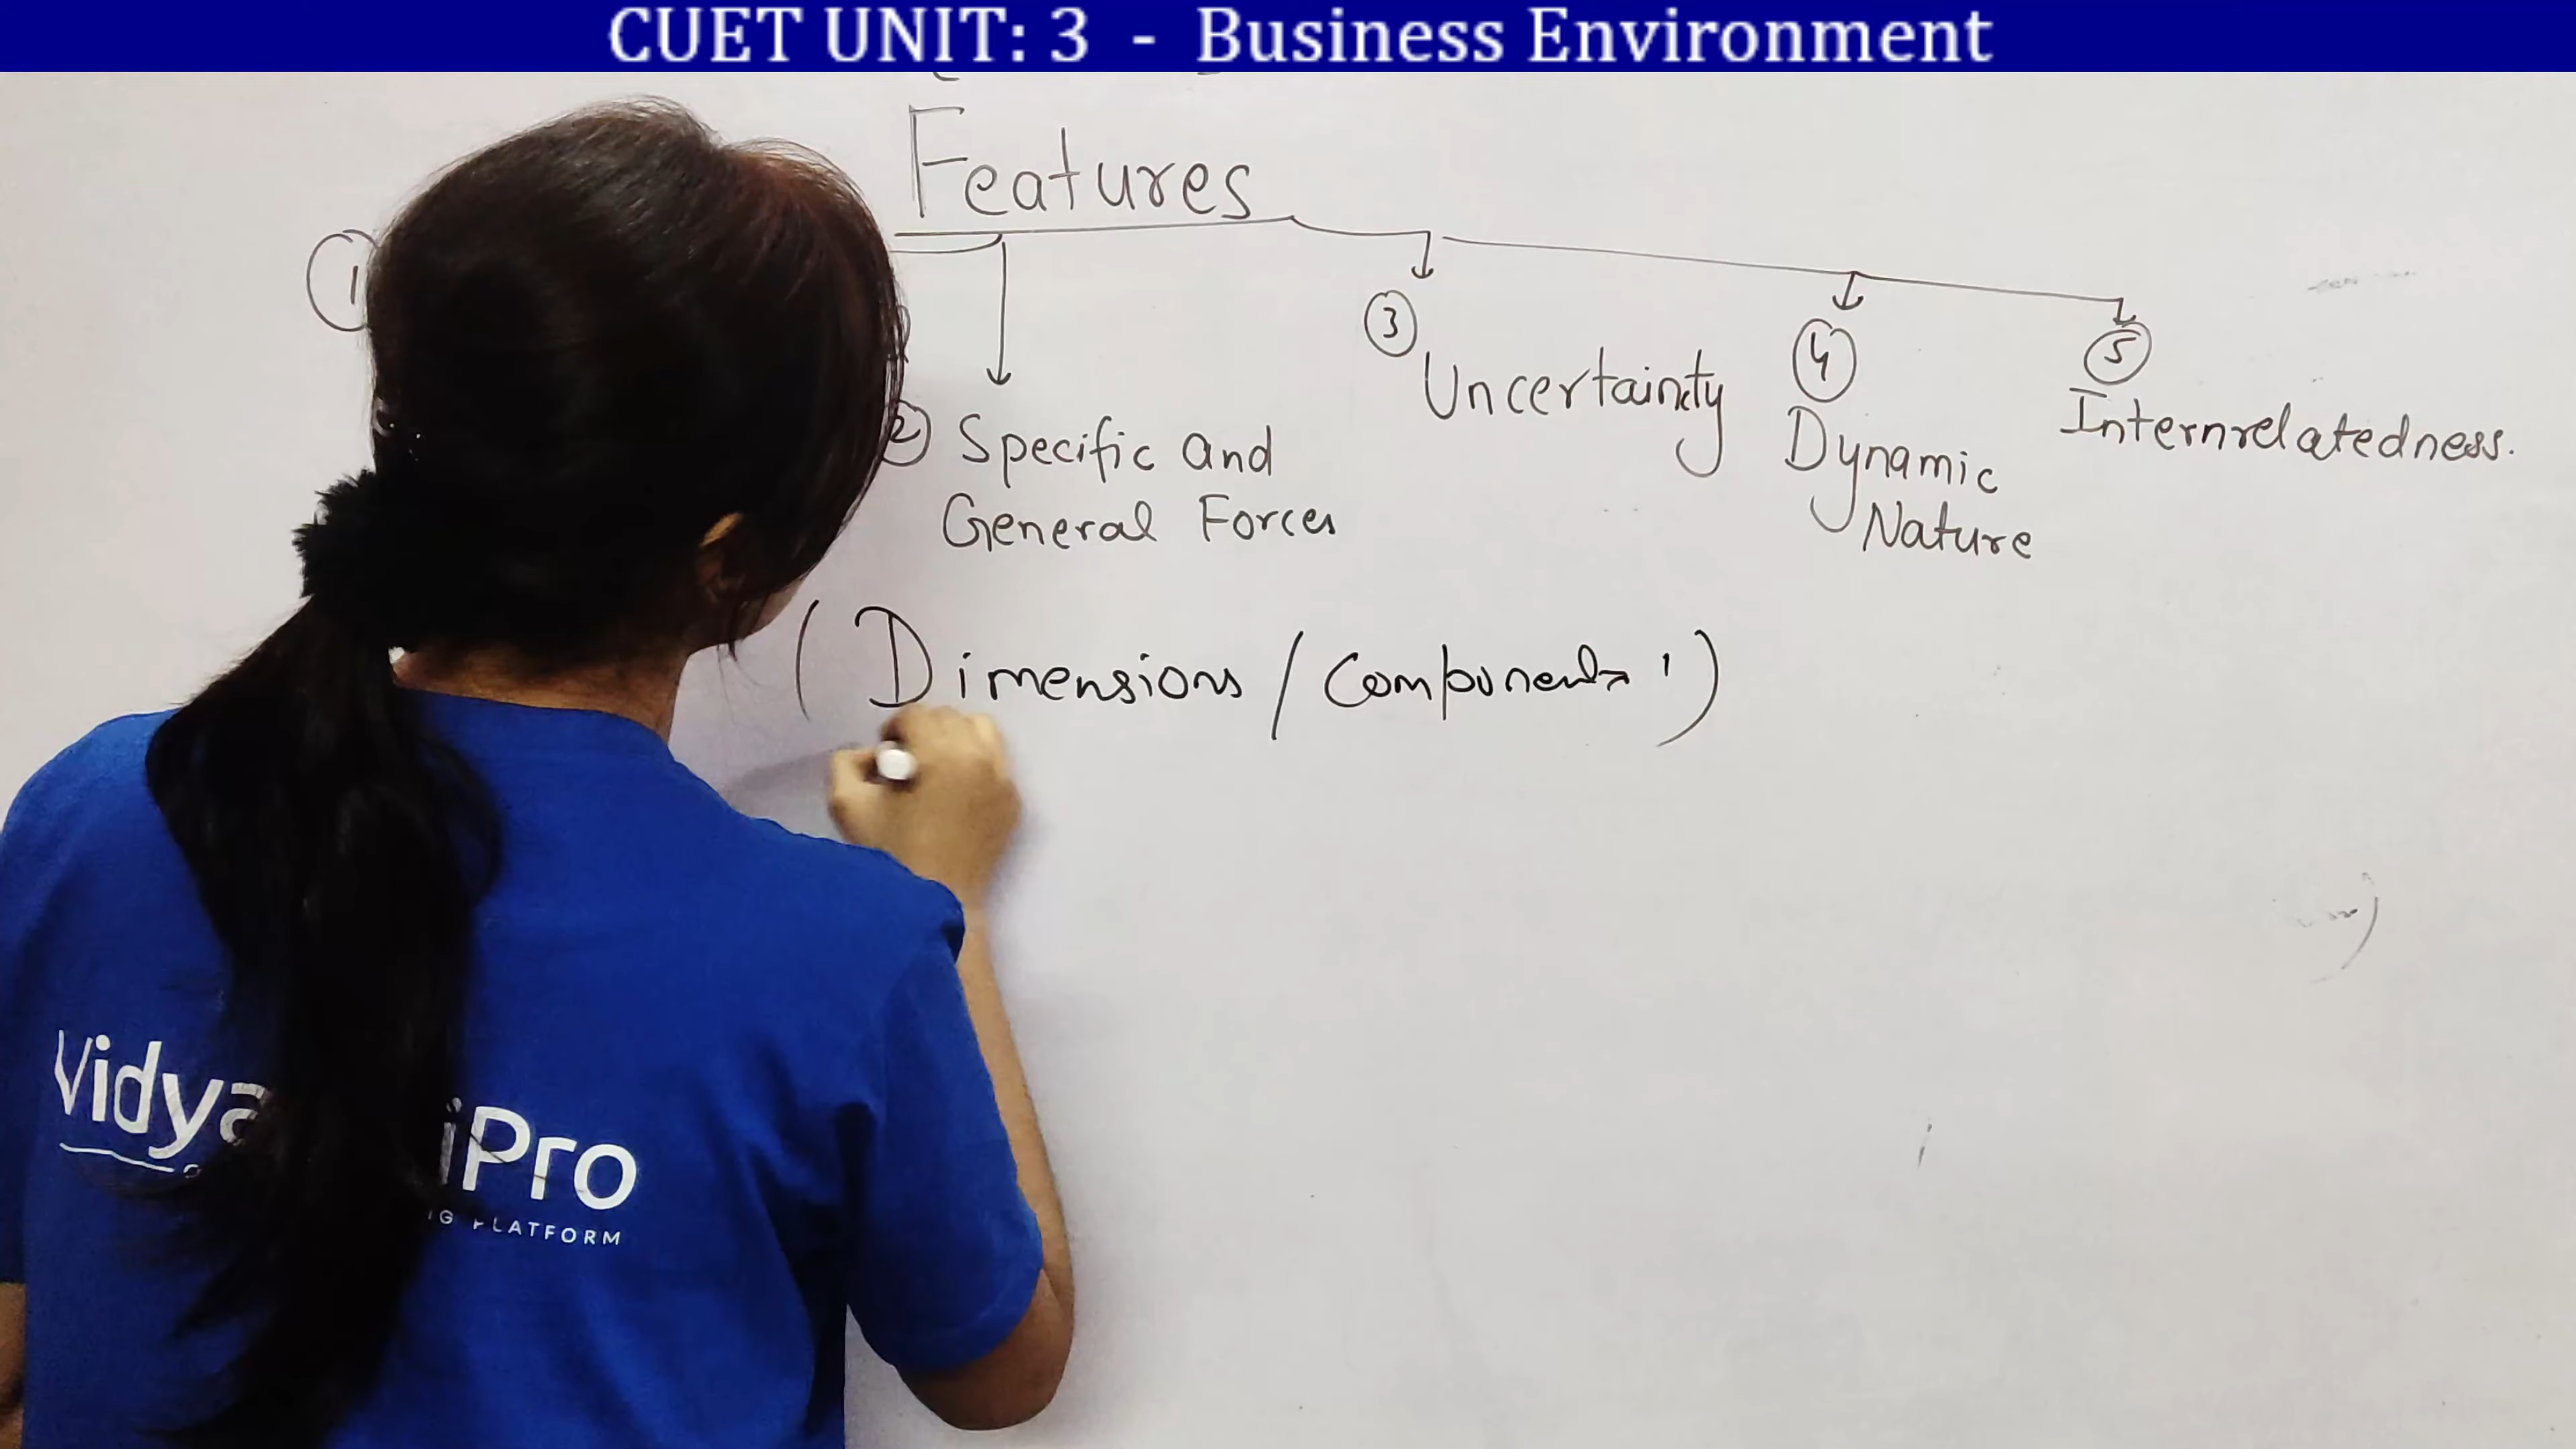 CUET UNIT: 3 - Business Environment
Features
1
2 Specific and
General Forces
3
Uncertainty
4
Dynamic
Nature
5
Internrelatedness.
( Dimensions / Components ' )
Vidya iPro
G PLATFORM